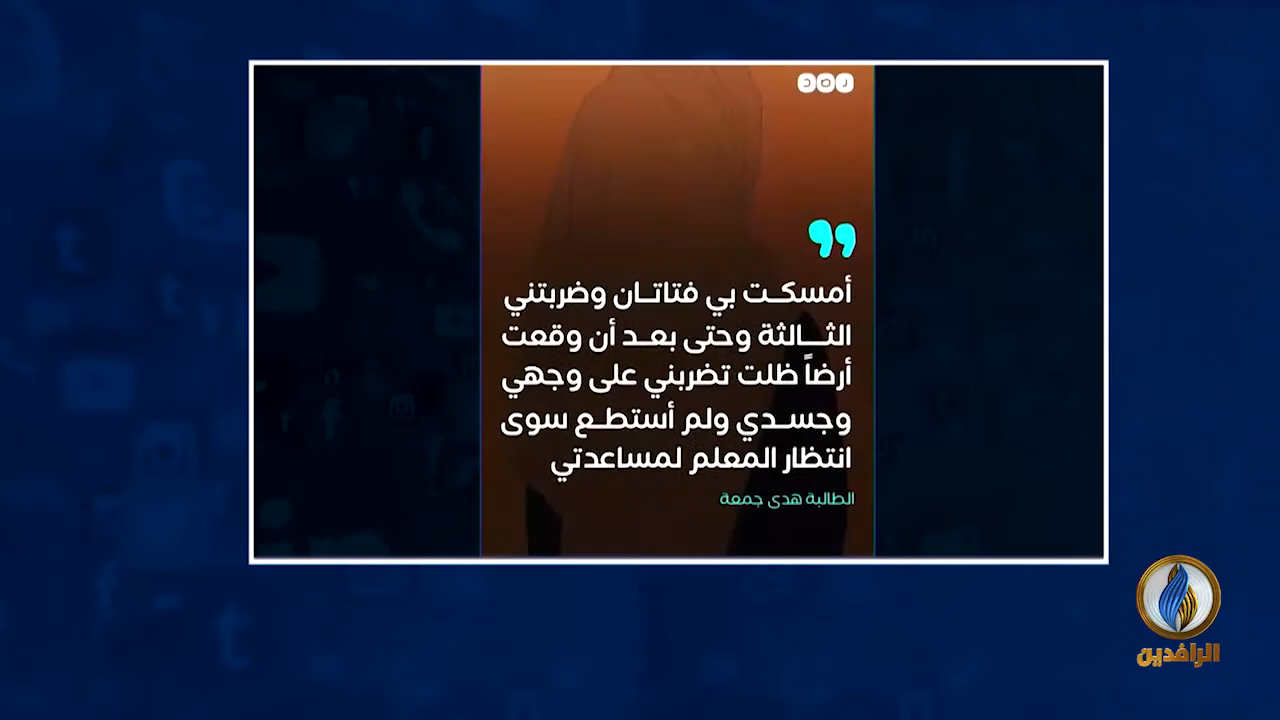 رصد
أمسكت بي فتاتان وضربتني
الثالثة وحتى بعد أن وقعت
أرضاً ظلت تضربني على وجهي
وجسدي ولم أستطع سوى
انتظار المعلم لمساعدتي
الطالبة هدى جمعة
الرافدين